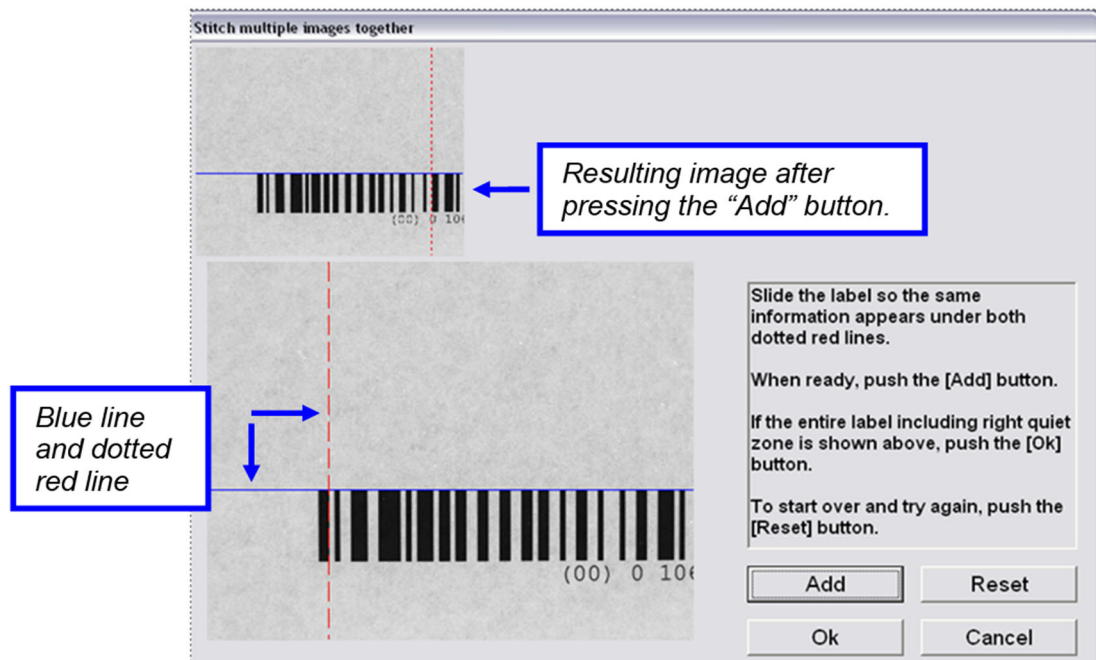 Stitch multiple images together
(00) 0 106
Resulting image after
pressing the “Add” button.
Blue line
and dotted
red line
(00) 0 106
Slide the label so the same
information appears under both
dotted red lines.
When ready, push the [Add] button.
If the entire label including right quiet
zone is shown above, push the [Ok]
button.
To start over and try again, push the
[Reset] button.
Add
Reset
Ok
Cancel